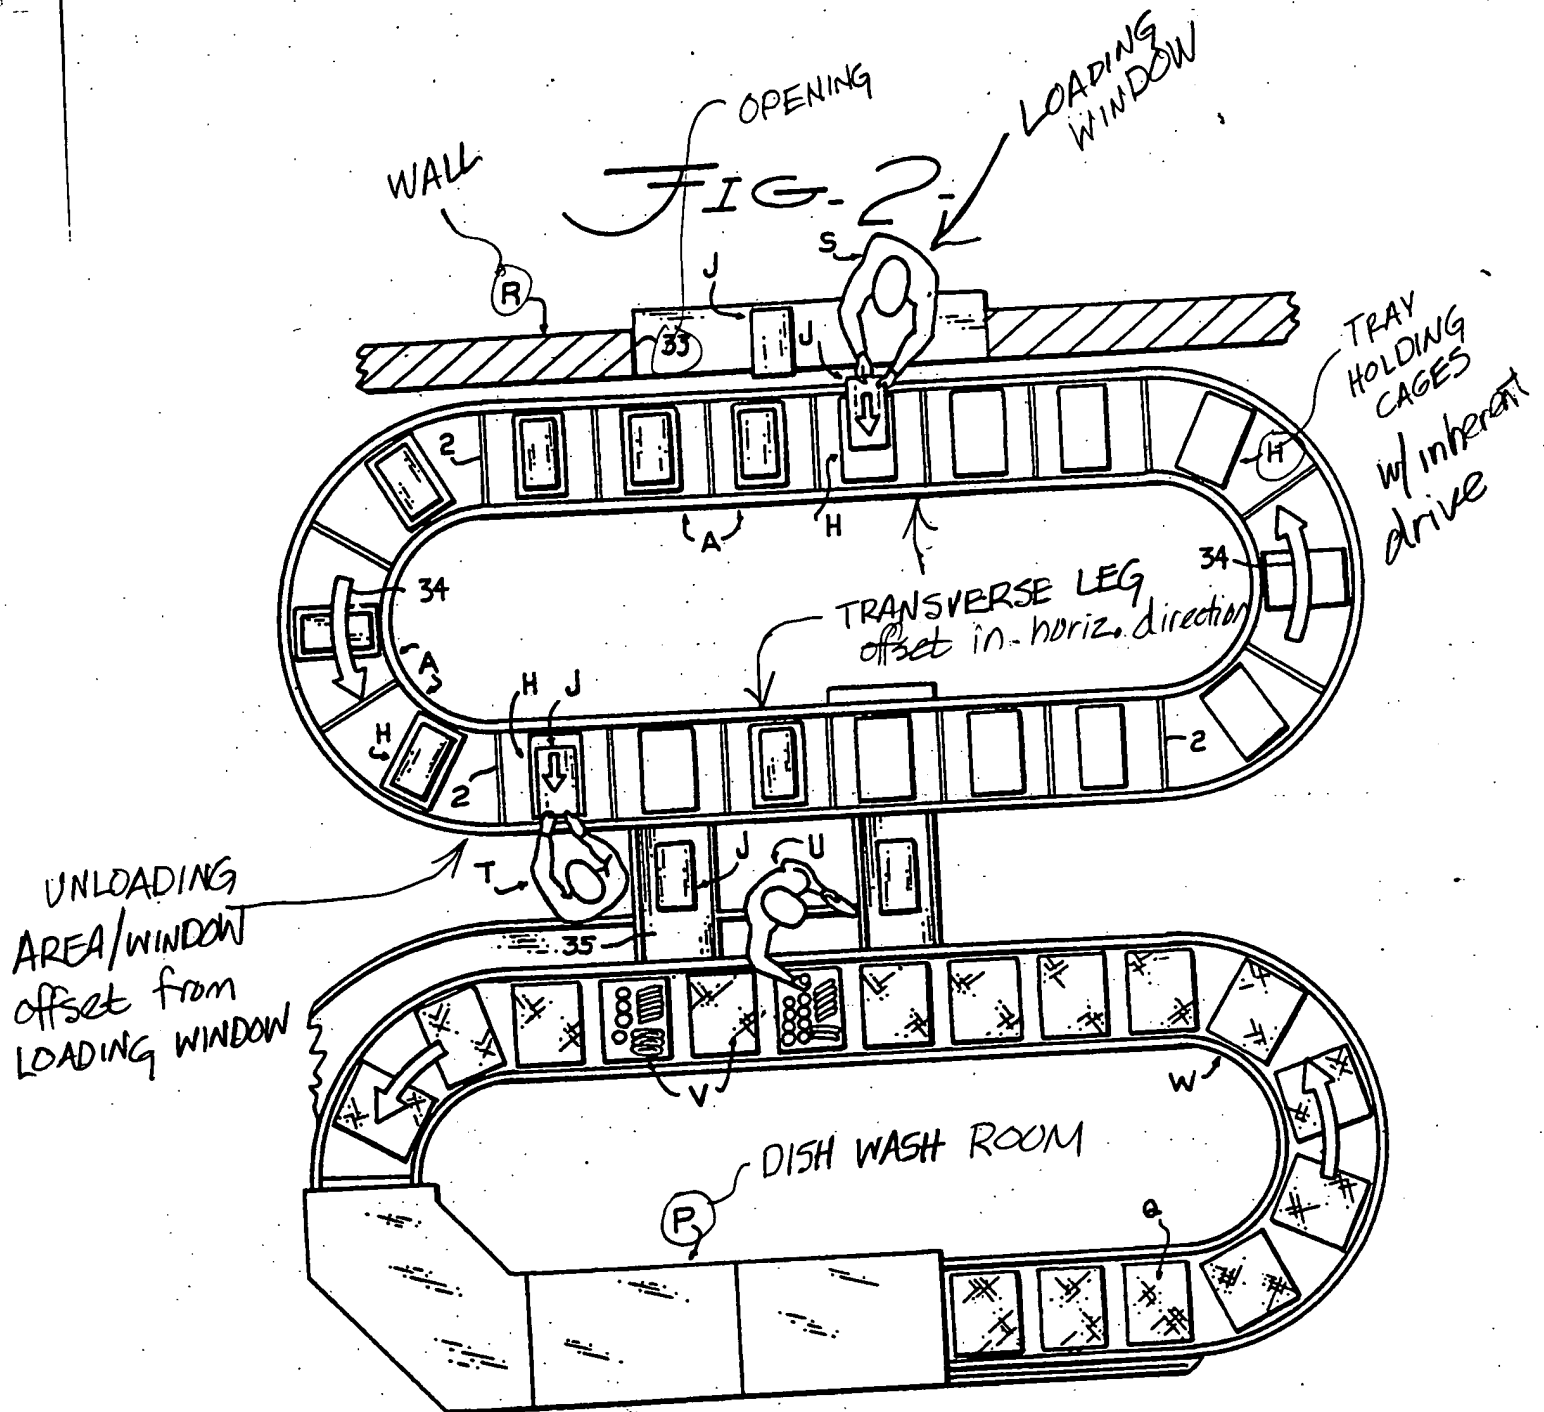 OPENING
LOADING
WINDOW
WALL
FIG-2-
S
J
R
33
J
TRAY
HOLDING
CAGES
w/ inherent
drive
2
H
H
A
34
34
TRANSVERSE LEG
offset in horiz. direction
A
H
J
H
2
2
UNLOADING
AREA/WINDOW
offset from
LOADING WINDOW
T
J
U
35
V
W
DISH WASH ROOM
P
Q